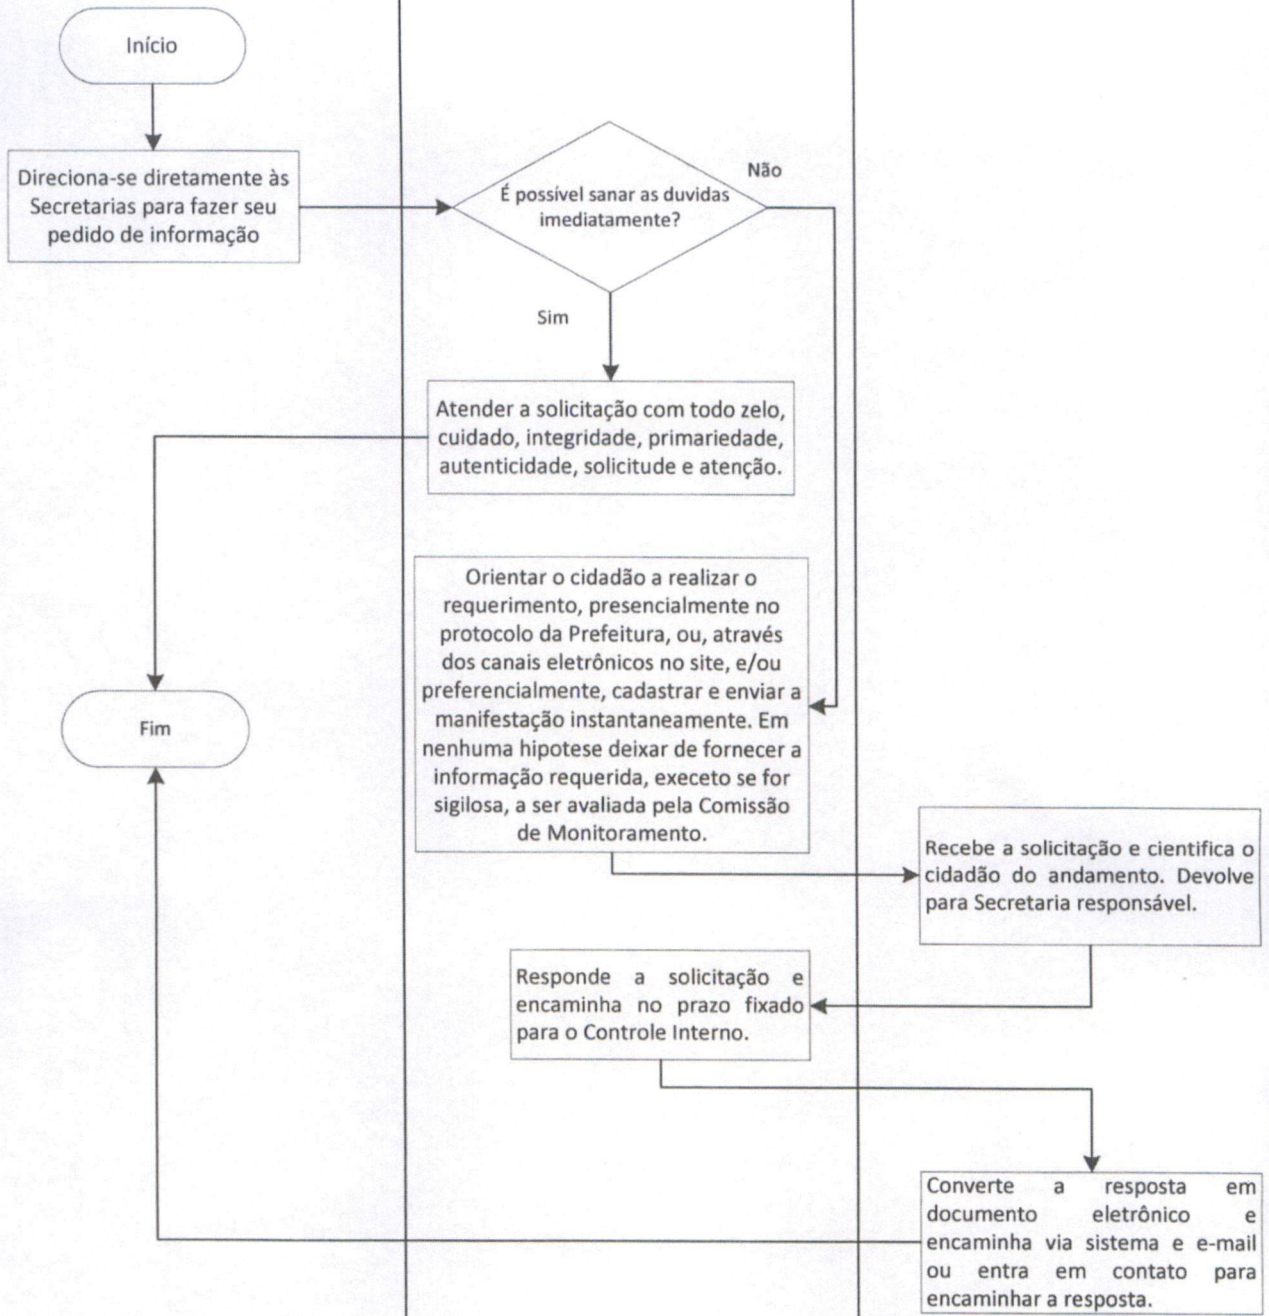 Início
Direciona-se diretamente às
Secretarias para fazer seu
pedido de informação
É possível sanar as duvidas
imediatamente?
Não
Sim
Atender a solicitação com todo zelo,
cuidado, integridade, primariedade,
autenticidade, solicitude e atenção.
Orientar o cidadão a realizar o
requerimento, presencialmente no
protocolo da Prefeitura, ou, através
dos canais eletrônicos no site, e/ou
preferencialmente, cadastrar e enviar a
manifestação instantaneamente. Em
nenhuma hipotese deixar de fornecer a
informação requerida, execeto se for
sigilosa, a ser avaliada pela Comissão
de Monitoramento.
Fim
Recebe a solicitação e cientifica o
cidadão do andamento. Devolve
para Secretaria responsável.
Responde a solicitação e
encaminha no prazo fixado
para o Controle Interno.
Converte a resposta em
documento eletrônico e
encaminha via sistema e e-mail
ou entra em contato para
encaminhar a resposta.